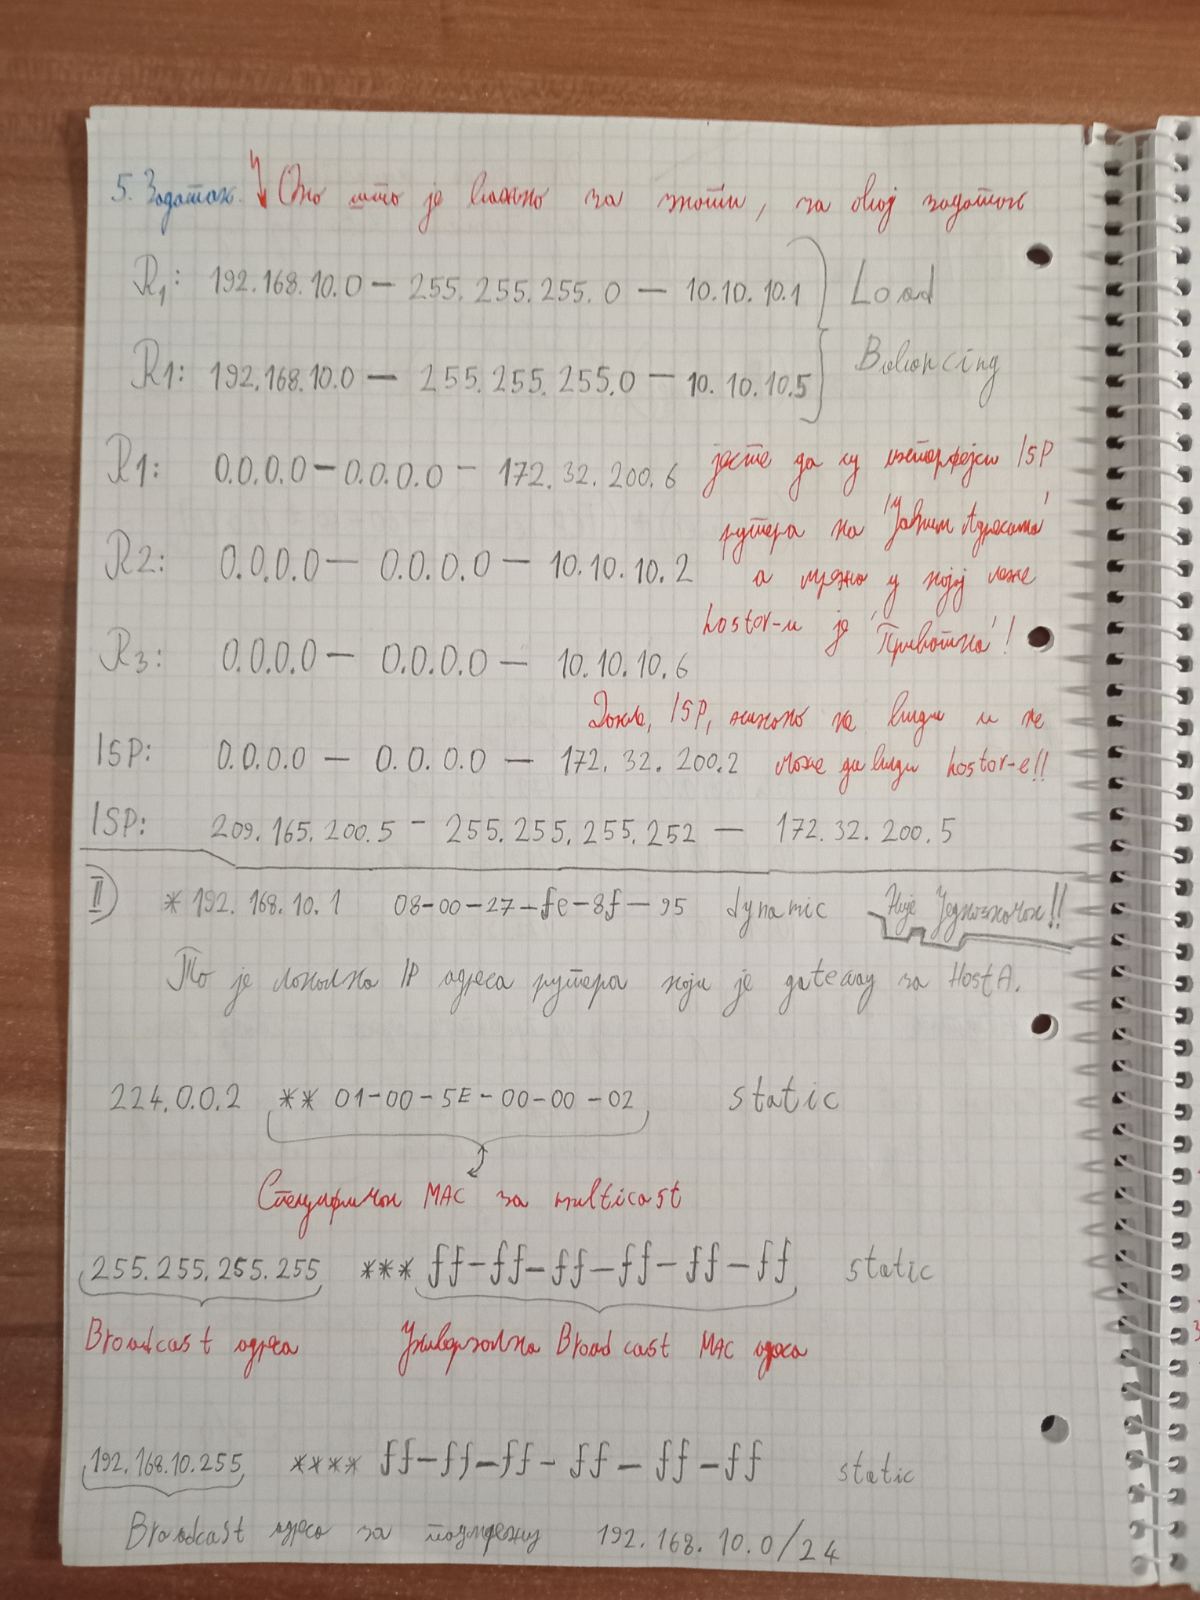 5. Задатак. Оно што је важно за знати, за овај задатак
R1: 192.168.10.0 — 255.255.255.0 — 10.10.10.1 Load
R1: 192.168.10.0 — 255.255.255.0 — 10.10.10.5 Balancing
R1: 0.0.0.0 — 0.0.0.0 — 172.32.200.6 јесте да су интерфејси ISP
рутера на 'Јавним Адресама'
R2: 0.0.0.0 — 0.0.0.0 — 10.10.10.2 а мрежа у којој леже
hostor-и је 'Приватна'!
R3: 0.0.0.0 — 0.0.0.0 — 10.10.10.6
ISP, никако не види и не
ISP: 0.0.0.0 — 0.0.0.0 — 172.32.200.2 може да види hostor-е!!
ISP: 209.165.200.5 — 255.255.255.252 — 172.32.200.5
II) * 192.168.10.1 08-00-27-fe-8f-95 dynamic Није Једнозначан!!
То је локална IP адреса рутера који је gateway за HostA.
224.0.0.2 ** 01-00-5E-00-00-02 static
Специфичан MAC за multicast
255.255.255.255 *** ff-ff-ff-ff-ff-ff static
Broadcast адреса Универзална Broadcast MAC адреса
192.168.10.255 **** ff-ff-ff-ff-ff-ff static
Broadcast адреса за подмрежу 192.168.10.0/24